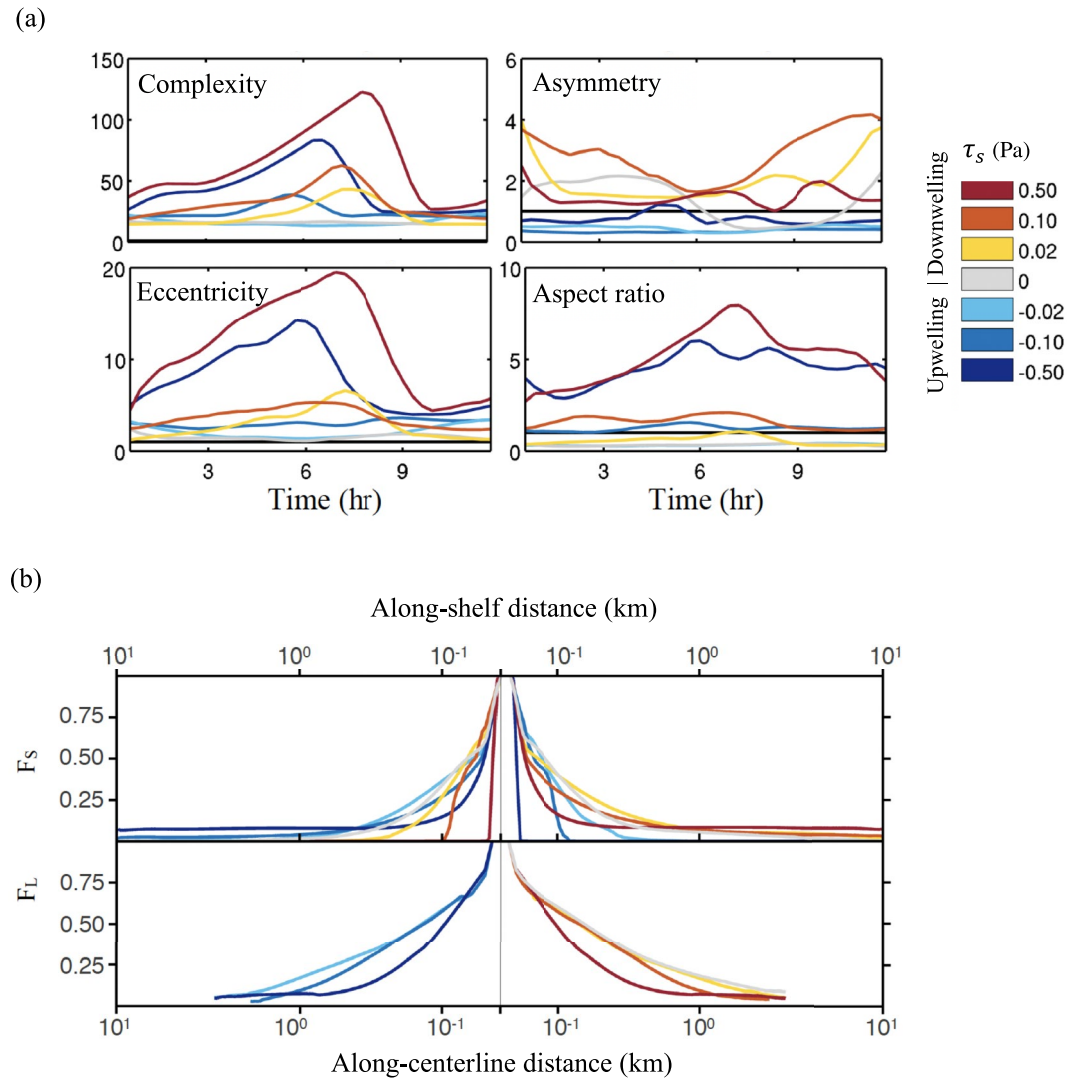 (a)
Complexity
150
100
50
0
Asymmetry
6
4
2
0
Eccentricity
20
10
0
3 6 9
Time (hr)
Aspect ratio
10
5
0
3 6 9
Time (hr)
Upwelling | Downwelling
τs (Pa)
0.50
0.10
0.02
0
-0.02
-0.10
-0.50
(b)
Along-shelf distance (km)
10¹ 10⁰ 10⁻¹ 10⁻¹ 10⁰ 10¹
FS
0.75
0.50
0.25
FL
0.75
0.50
0.25
10¹ 10⁰ 10⁻¹ 10⁻¹ 10⁰ 10¹
Along-centerline distance (km)